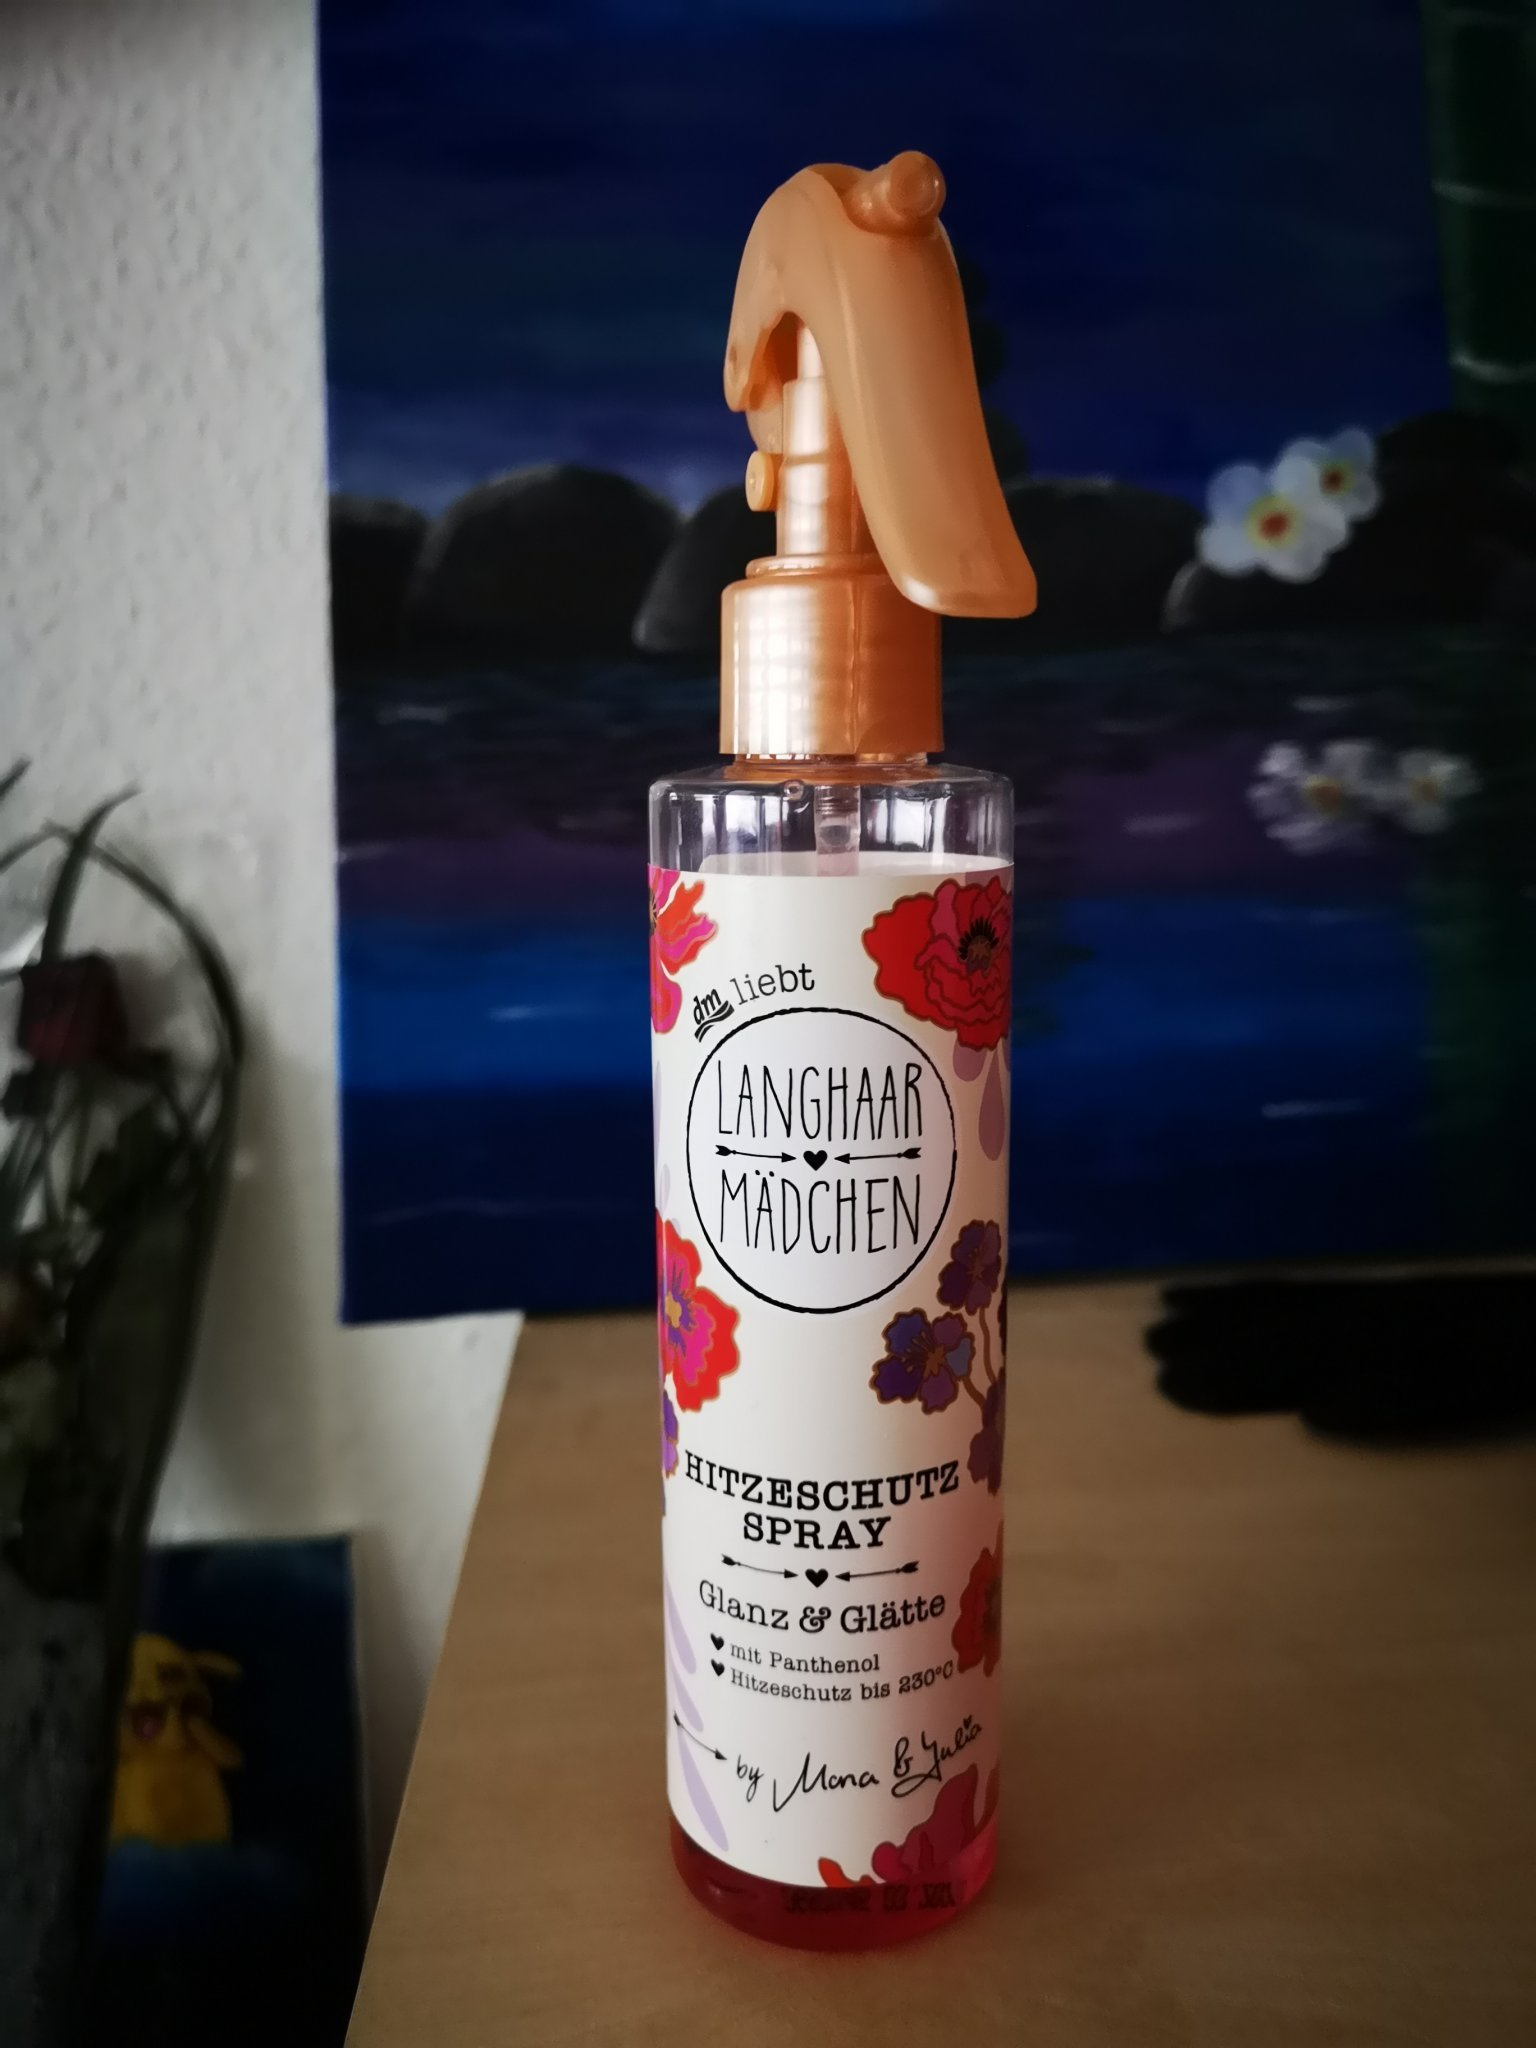 dm liebt
LANGHAAR
MÄDCHEN
HITZESCHUTZ
SPRAY
Glanz & Glätte
mit Panthenol
Hitzeschutz bis 230°C
by Mona & Julia